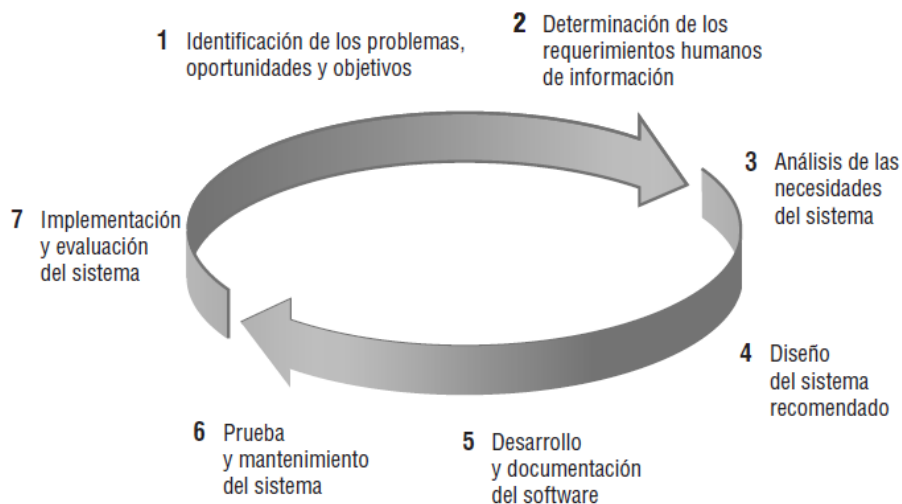 1 Identificación de los problemas,
oportunidades y objetivos
2 Determinación de los
requerimientos humanos
de información
3 Análisis de las
necesidades
del sistema
4 Diseño
del sistema
recomendado
5 Desarrollo
y documentación
del software
6 Prueba
y mantenimiento
del sistema
7 Implementación
y evaluación
del sistema